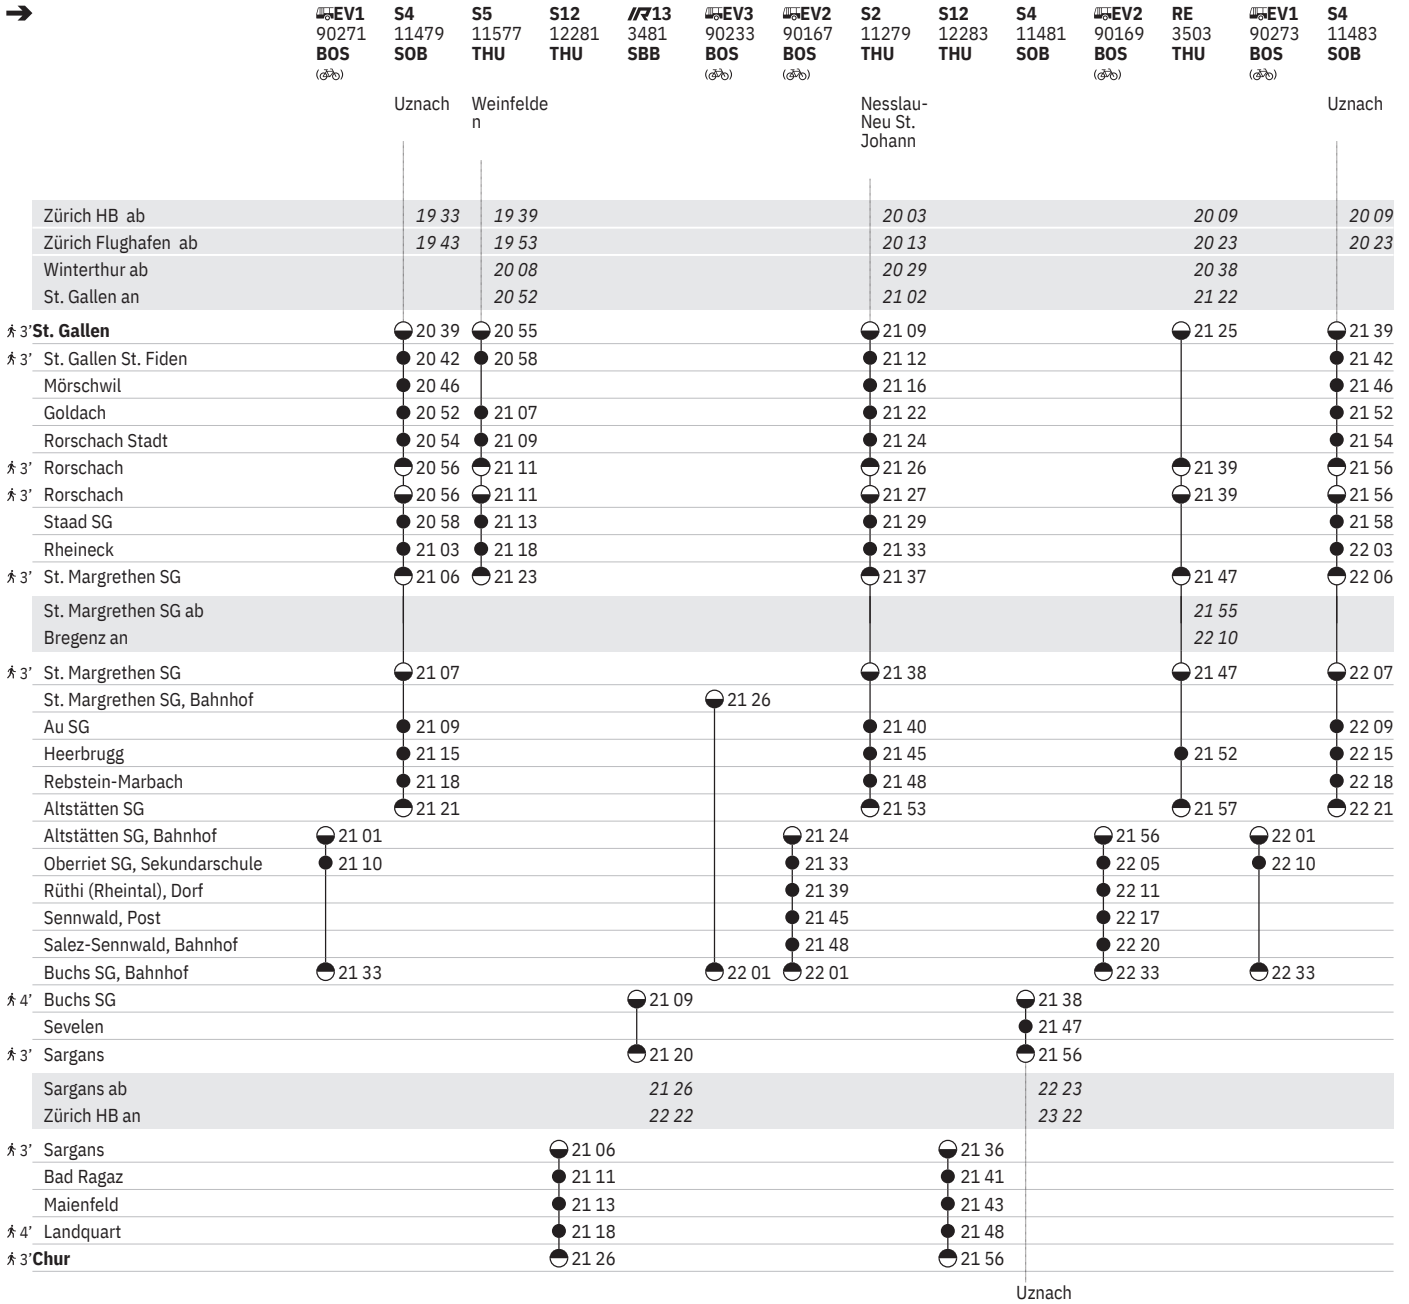 EV1 S4 S5 S12 IR13 EV3 EV2 S2 S12 S4 EV2 RE EV1 S4
90271 11479 11577 12281 3481 90233 90167 11279 12283 11481 90169 3503 90273 11483
BOS SOB THU THU SBB BOS BOS THU THU SOB BOS THU BOS SOB
Uznach Weinfelde Nesslau- Uznach
n Neu St.
Johann
Zürich HB ab 19 33 19 39 20 03 20 09 20 09
Zürich Flughafen ab 19 43 19 53 20 13 20 23 20 23
Winterthur ab 20 08 20 29 20 38
St. Gallen an 20 52 21 02 21 22
3’ St. Gallen 20 39 20 55 21 09 21 25 21 39
3’ St. Gallen St. Fiden 20 42 20 58 21 12 21 42
Mörschwil 20 46 21 16 21 46
Goldach 20 52 21 07 21 22 21 52
Rorschach Stadt 20 54 21 09 21 24 21 54
3’ Rorschach 20 56 21 11 21 26 21 39 21 56
3’ Rorschach 20 56 21 11 21 27 21 39 21 56
Staad SG 20 58 21 13 21 29 21 58
Rheineck 21 03 21 18 21 33 22 03
3’ St. Margrethen SG 21 06 21 23 21 37 21 47 22 06
St. Margrethen SG ab 21 55
Bregenz an 22 10
3’ St. Margrethen SG 21 07 21 38 21 47 22 07
St. Margrethen SG, Bahnhof 21 26
Au SG 21 09 21 40 22 09
Heerbrugg 21 15 21 45 21 52 22 15
Rebstein-Marbach 21 18 21 48 22 18
Altstätten SG 21 21 21 53 21 57 22 21
Altstätten SG, Bahnhof 21 01 21 24 21 56 22 01
Oberriet SG, Sekundarschule 21 10 21 33 22 05 22 10
Rüthi (Rheintal), Dorf 21 39 22 11
Sennwald, Post 21 45 22 17
Salez-Sennwald, Bahnhof 21 48 22 20
Buchs SG, Bahnhof 21 33 22 01 22 01 22 33 22 33
4’ Buchs SG 21 09 21 38
Sevelen 21 47
3’ Sargans 21 20 21 56
Sargans ab 21 26 22 23
Zürich HB an 22 22 23 22
3’ Sargans 21 06 21 36
Bad Ragaz 21 11 21 41
Maienfeld 21 13 21 43
4’ Landquart 21 18 21 48
3’ Chur 21 26 21 56
Uznach